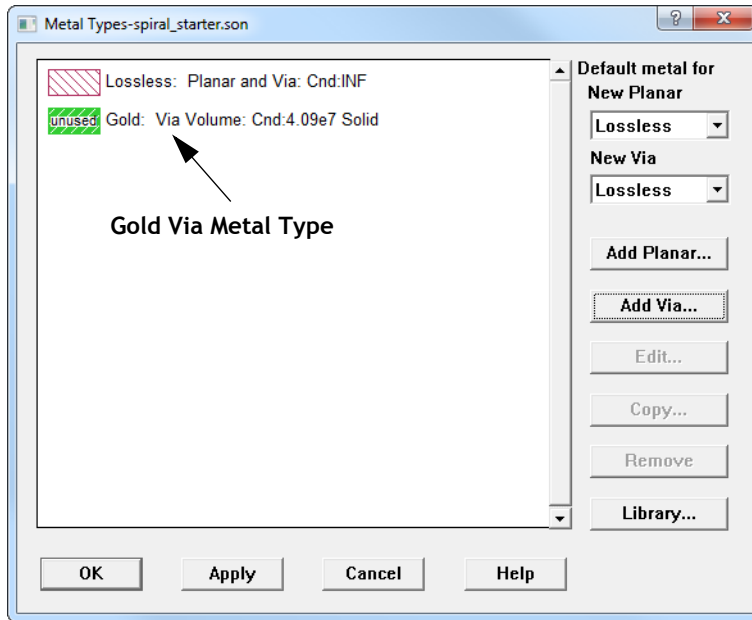 Metal Types-spiral_starter.son
Lossless: Planar and Via: Cnd:INF
unused Gold: Via Volume: Cnd:4.09e7 Solid
Gold Via Metal Type
Default metal for
New Planar
Lossless
New Via
Lossless
Add Planar...
Add Via...
Edit...
Copy...
Remove
Library...
OK Apply Cancel Help